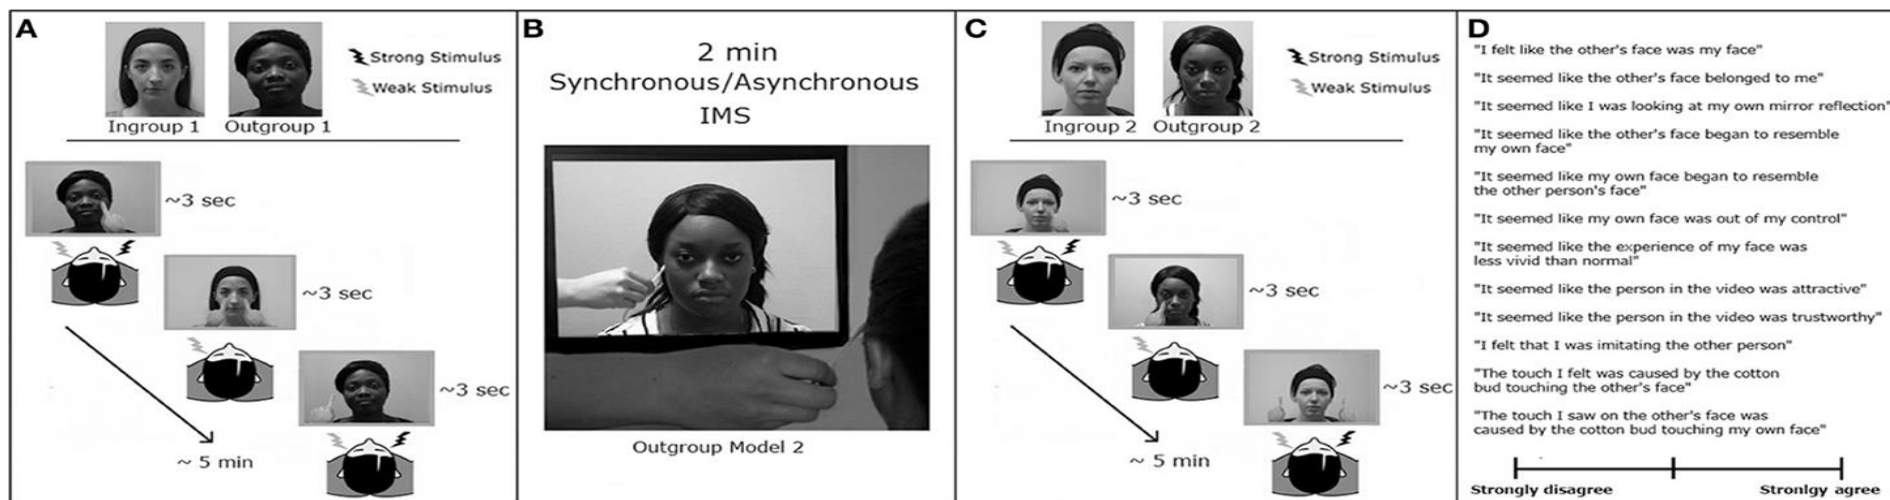 A
Strong Stimulus
Weak Stimulus
Ingroup 1
Outgroup 1
~3 sec
~3 sec
~3 sec
~ 5 min
B
2 min
Synchronous/Asynchronous
IMS
Outgroup Model 2
C
Strong Stimulus
Weak Stimulus
Ingroup 2
Outgroup 2
~3 sec
~3 sec
~3 sec
~ 5 min
D
"I felt like the other's face was my face"
"It seemed like the other's face belonged to me"
"It seemed like I was looking at my own mirror reflection"
"It seemed like the other's face began to resemble
my own face"
"It seemed like my own face began to resemble
the other person's face"
"It seemed like my own face was out of my control"
"It seemed like the experience of my face was
less vivid than normal"
"It seemed like the person in the video was attractive"
"It seemed like the person in the video was trustworthy"
"I felt that I was imitating the other person"
"The touch I felt was caused by the cotton
bud touching the other's face"
"The touch I saw on the other's face was
caused by the cotton bud touching my own face"
Strongly disagree
Stronlgy agree